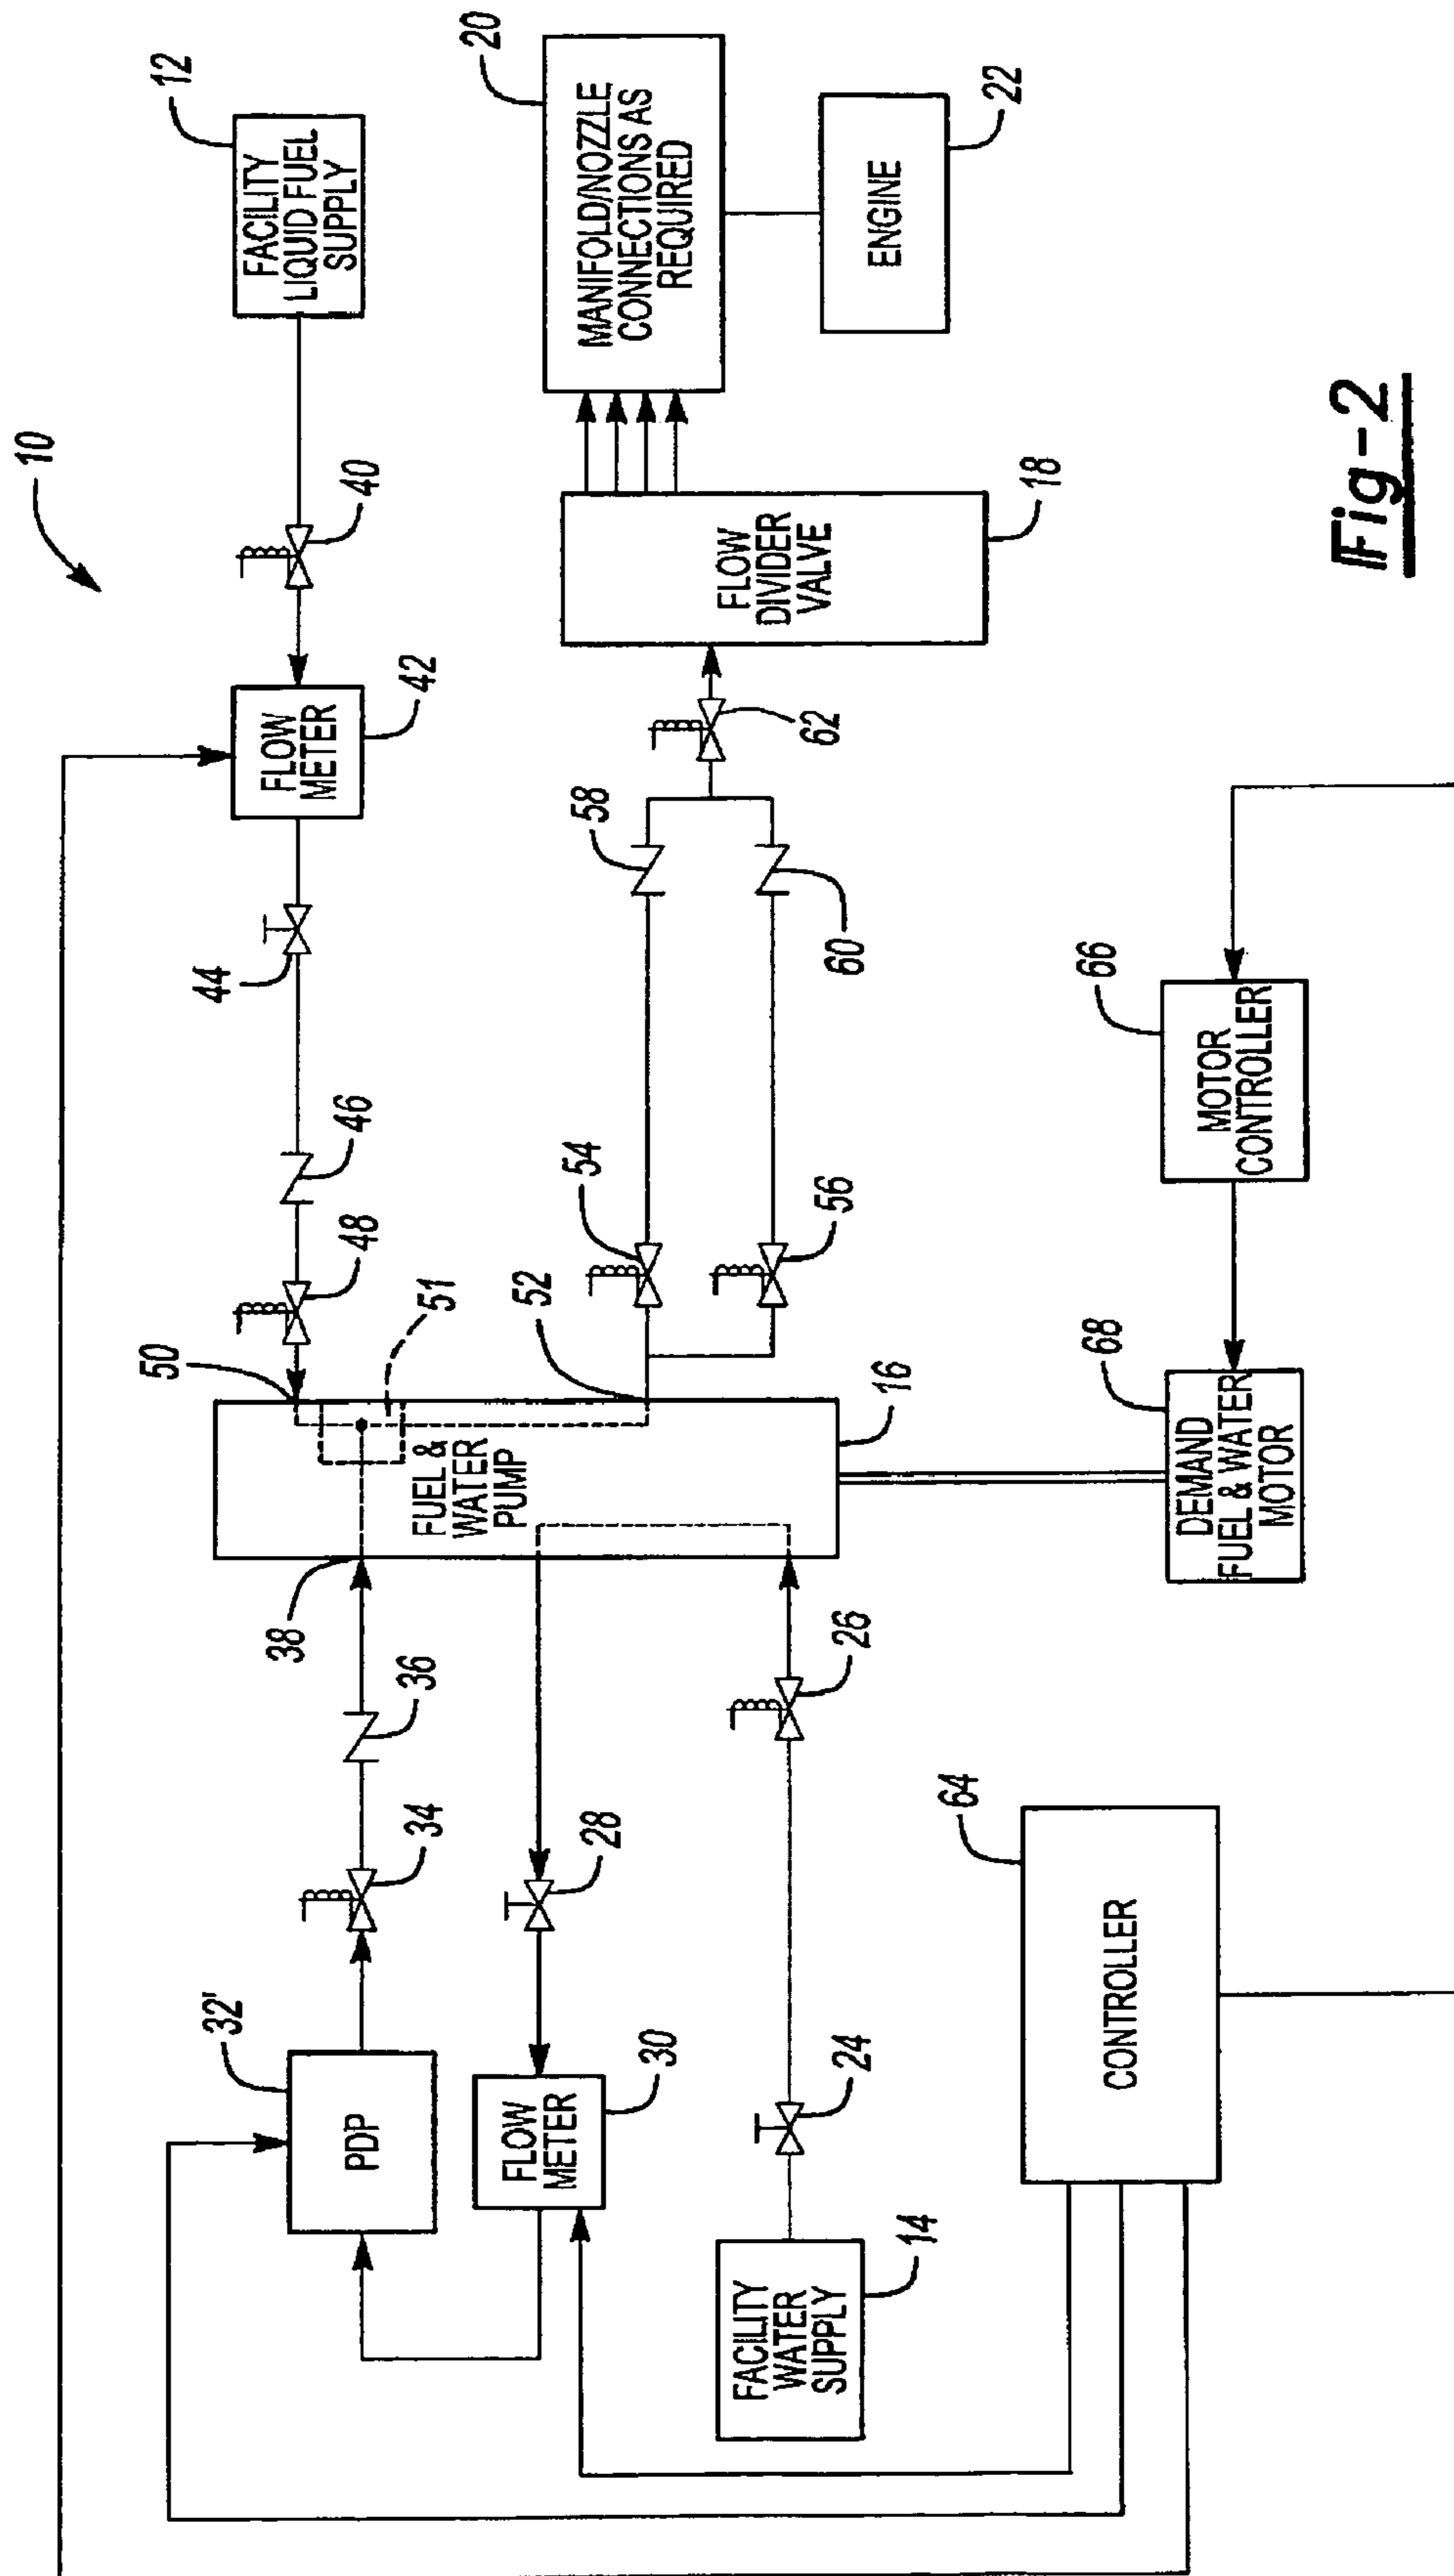 10
12
FACILITY
LIQUID FUEL
SUPPLY
40
FLOW
METER
42
44
46
48
50
51
20
MANIFOLD/NOZZLE
CONNECTIONS AS
REQUIRED
ENGINE
22
FLOW
DIVIDER
VALVE
18
62
58
60
54
56
52
FUEL &
WATER
PUMP
16
38
36
34
32'
PDP
28
FLOW
METER
30
26
24
FACILITY
WATER
SUPPLY
14
64
CONTROLLER
66
MOTOR
CONTROLLER
68
DEMAND
FUEL & WATER
MOTOR
Fig-2